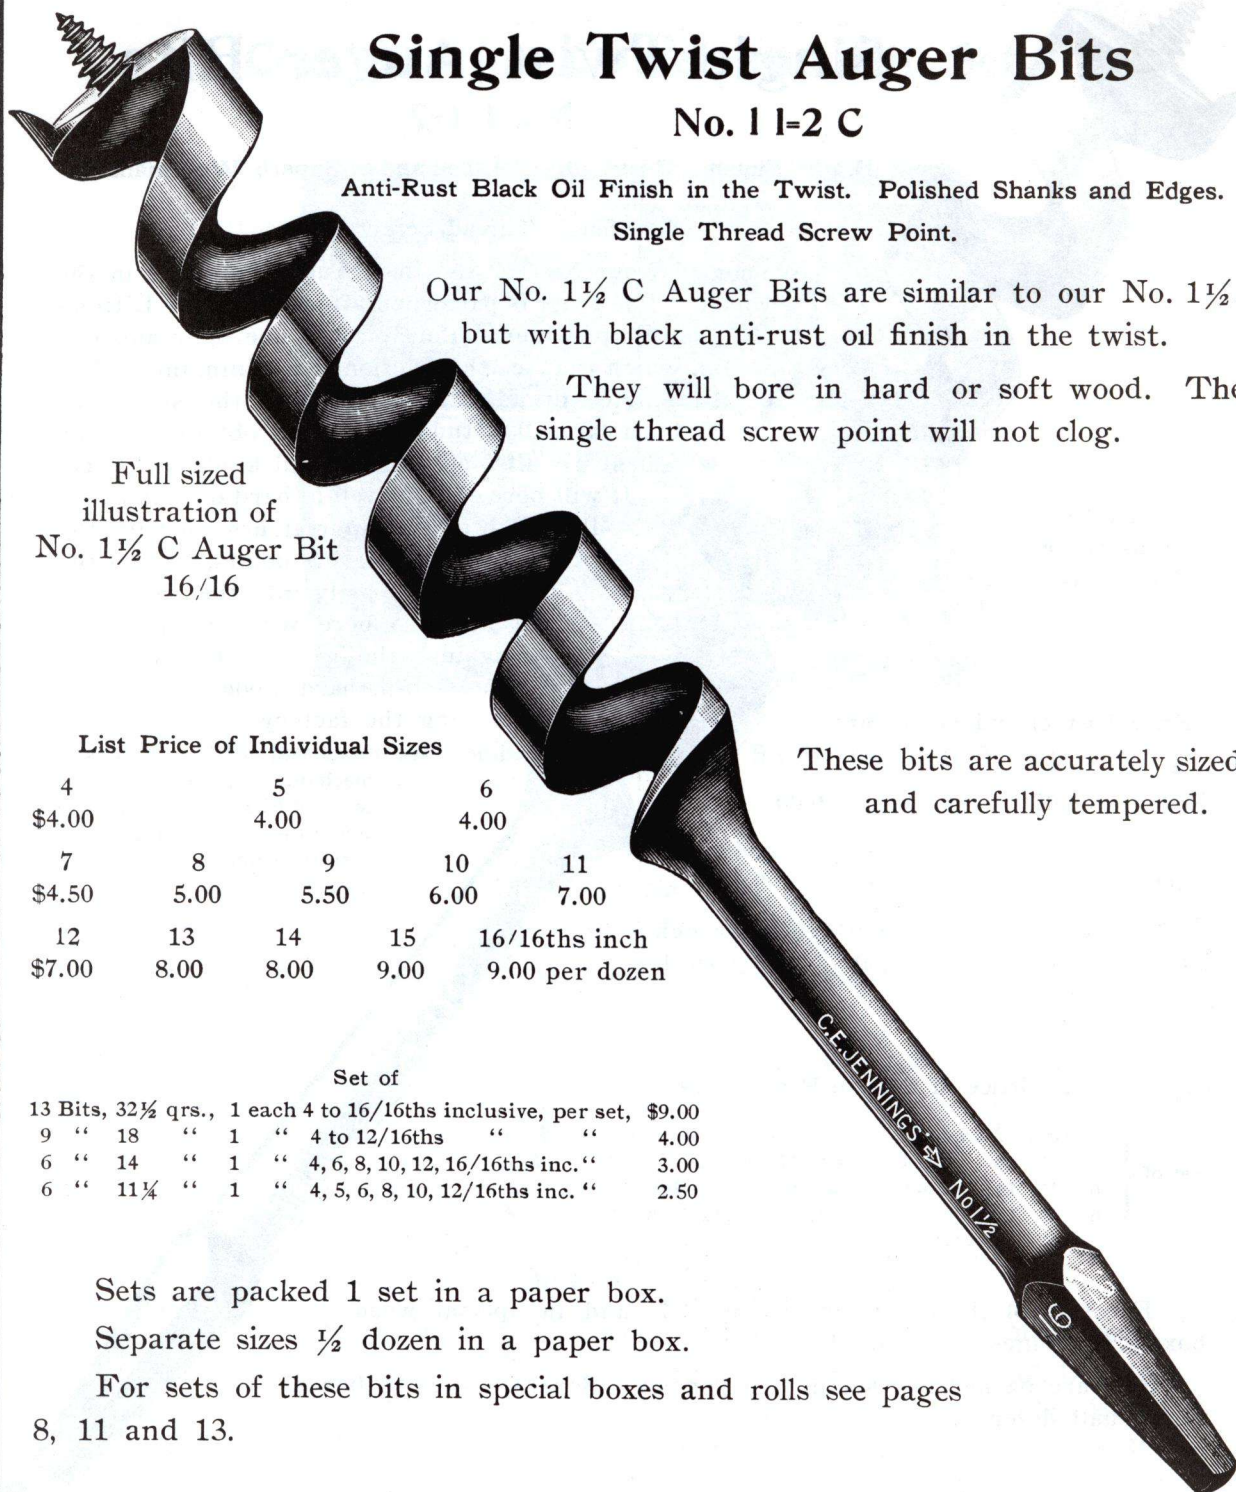 Single Twist Auger Bits
No. 1 1=2 C
Anti-Rust Black Oil Finish in the Twist. Polished Shanks and Edges.
Single Thread Screw Point.
Our No. 1½ C Auger Bits are similar to our No. 1½
but with black anti-rust oil finish in the twist.
They will bore in hard or soft wood. The
single thread screw point will not clog.
Full sized
illustration of
No. 1½ C Auger Bit
16/16
List Price of Individual Sizes
4 5 6
$4.00 4.00 4.00
7 8 9 10 11
$4.50 5.00 5.50 6.00 7.00
12 13 14 15 16/16ths inch
$7.00 8.00 8.00 9.00 9.00 per dozen
These bits are accurately sized
and carefully tempered.
Set of
13 Bits, 32½ qrs., 1 each 4 to 16/16ths inclusive, per set, $9.00
9 “ 18 “ 1 “ 4 to 12/16ths “ “ 4.00
6 “ 14 “ 1 “ 4, 6, 8, 10, 12, 16/16ths inc. “ 3.00
6 “ 11¼ “ 1 “ 4, 5, 6, 8, 10, 12/16ths inc. “ 2.50
C.E. JENNINGS No 1½
16
Sets are packed 1 set in a paper box.
Separate sizes ½ dozen in a paper box.
For sets of these bits in special boxes and rolls see pages
8, 11 and 13.